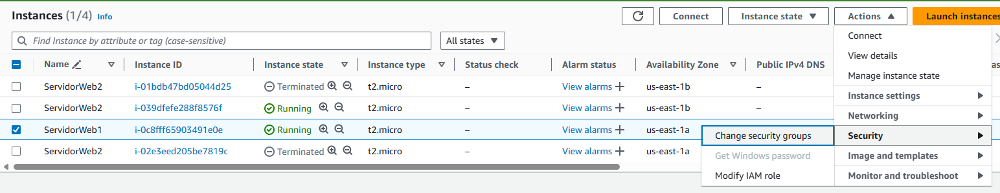 Instances (1/4) Info
Connect
Instance state
Actions
Launch instances
Find Instance by attribute or tag (case-sensitive)
All states
Connect
View details
Manage instance state
Instance settings
Networking
Security
Image and templates
Monitor and troubleshoot
Change security groups
Get Windows password
Modify IAM role
Name Instance ID Instance state Instance type Status check Alarm status Availability Zone Public IPv4 DNS
ServidorWeb2 i-01bdb47bd05044d25 Terminated t2.micro – View alarms us-east-1b –
ServidorWeb2 i-039dfefe288f8576f Running t2.micro – View alarms us-east-1b –
ServidorWeb1 i-0c8fff65903491e0e Running t2.micro – View alarms us-east-1a
ServidorWeb2 i-02e3eed205be7819c Terminated t2.micro – View alarms us-east-1a